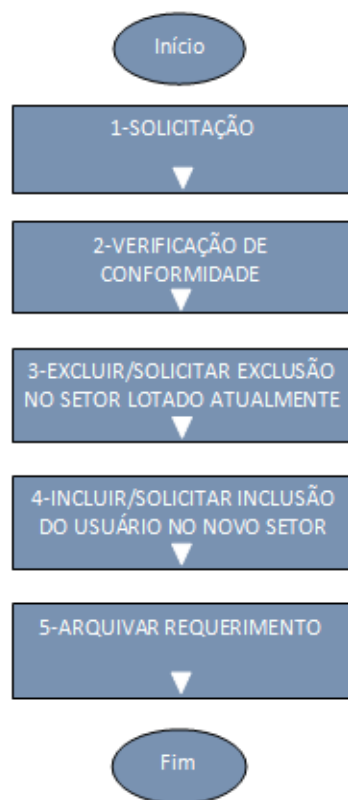 Início
1-SOLICITAÇÃO
2-VERIFICAÇÃO DE
CONFORMIDADE
3-EXCLUIR/SOLICITAR EXCLUSÃO
NO SETOR LOTADO ATUALMENTE
4-INCLUIR/SOLICITAR INCLUSÃO
DO USUÁRIO NO NOVO SETOR
5-ARQUIVAR REQUERIMENTO
Fim